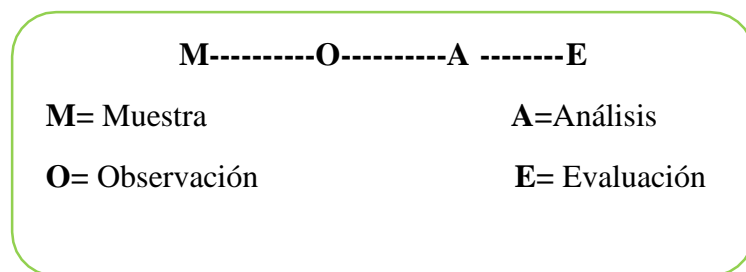 M----------O----------A --------E
M= Muestra A=Análisis
O= Observación E= Evaluación